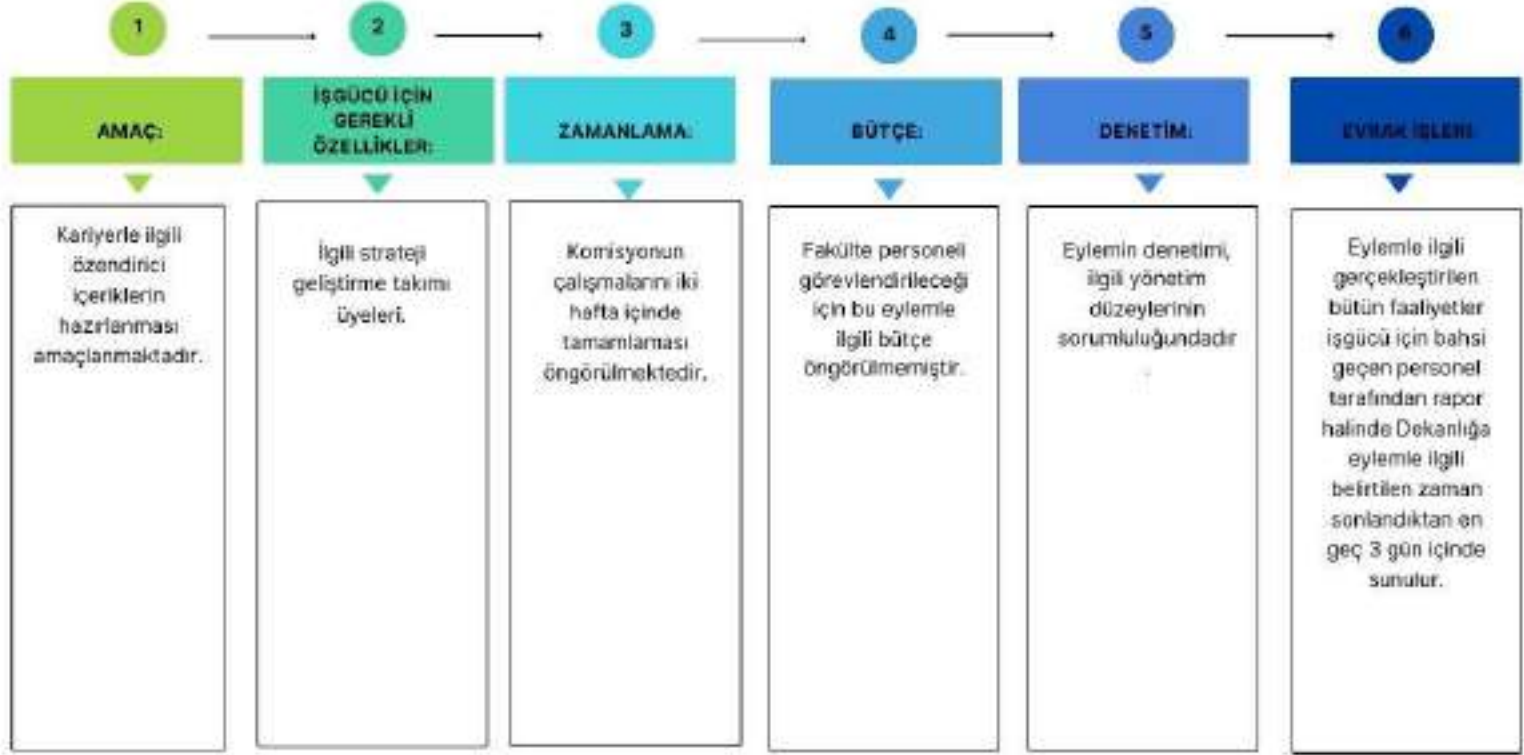 1
2
3
4
5
6
AMAÇ:
İŞGÜCÜ İÇİN
GEREKLİ
ÖZELLİKLER:
ZAMANLAMA:
BÜTÇE:
DENETİM:
EVRAK İŞLERİ:
Kariyerle ilgili
özendirici
içeriklerin
hazırlanması
amaçlanmaktadır.
İlgili strateji
geliştirme takımı
üyeleri.
Komisyonun
çalışmalarını iki
hafta içinde
tamamlaması
öngörülmektedir.
Fakülte personeli
görevlendirileceği
için bu eylemle
ilgili bütçe
öngörülmemiştir.
Eylemin denetimi,
ilgili yönetim
düzeylerinin
sorumluluğundadır
.
Eylemle ilgili
gerçekleştirilen
bütün faaliyetler
işgücü için bahsi
geçen personel
tarafından rapor
halinde Dekanlığa
eylemle ilgili
belirtilen zaman
sonlandıktan en
geç 3 gün içinde
sunulur.